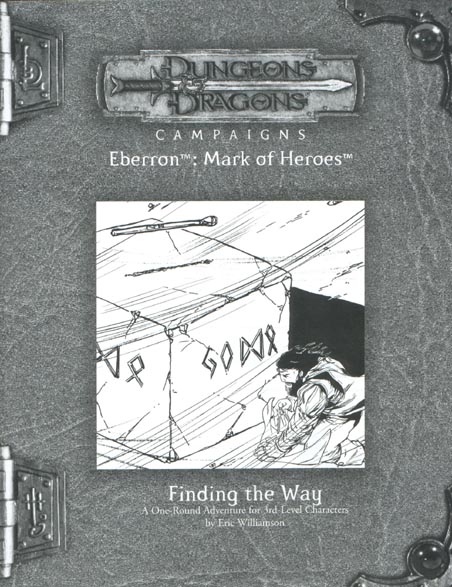 DUNGEONS
DRAGONS
CAMPAIGNS
Eberron™: Mark of Heroes™
Finding the Way
A One-Round Adventure for 3rd-Level Characters
by Eric Williamson